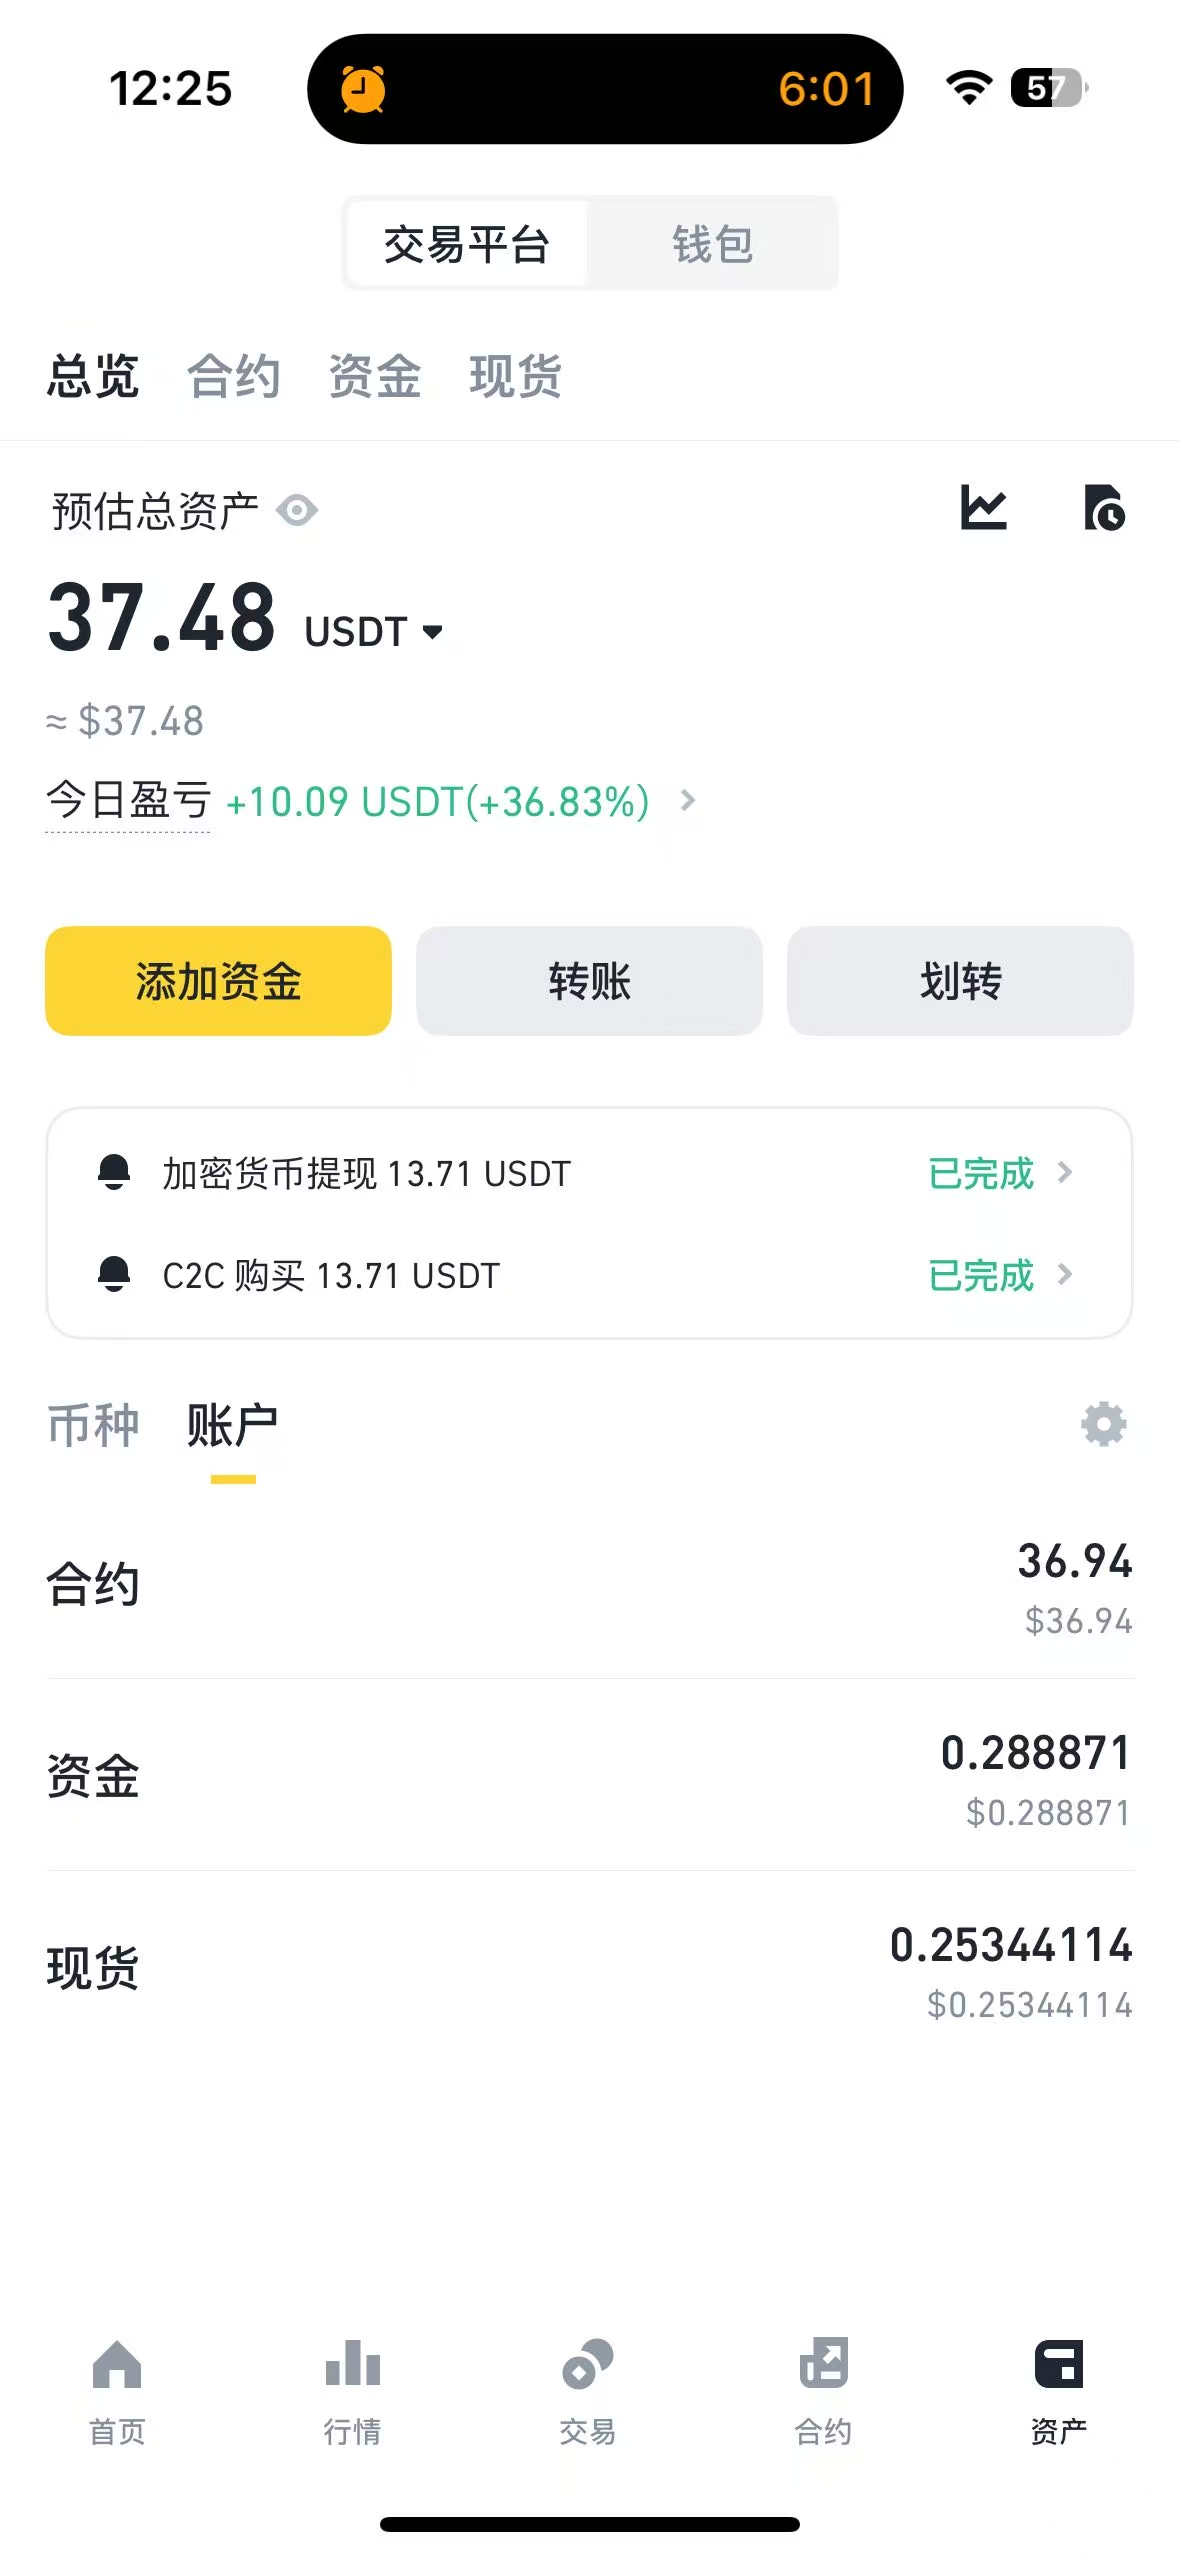 12:25 6:01 57
交易平台 钱包
总览 合约 资金 现货
预估总资产
37.48 USDT
≈ $37.48
今日盈亏 +10.09 USDT(+36.83%)
添加资金 转账 划转
加密货币提现 13.71 USDT 已完成
C2C 购买 13.71 USDT 已完成
币种 账户
合约 36.94
$36.94
资金 0.288871
$0.288871
现货 0.25344114
$0.25344114
首页 行情 交易 合约 资产